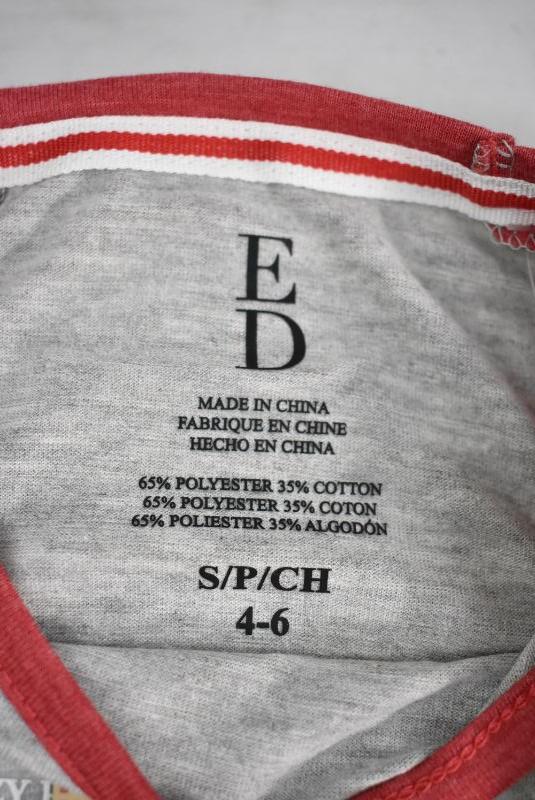 E
D
MADE IN CHINA
FABRIQUE EN CHINE
HECHO EN CHINA
65% POLYESTER 35% COTTON
65% POLYESTER 35% COTON
65% POLIESTER 35% ALGODÓN
S/P/CH
4-6